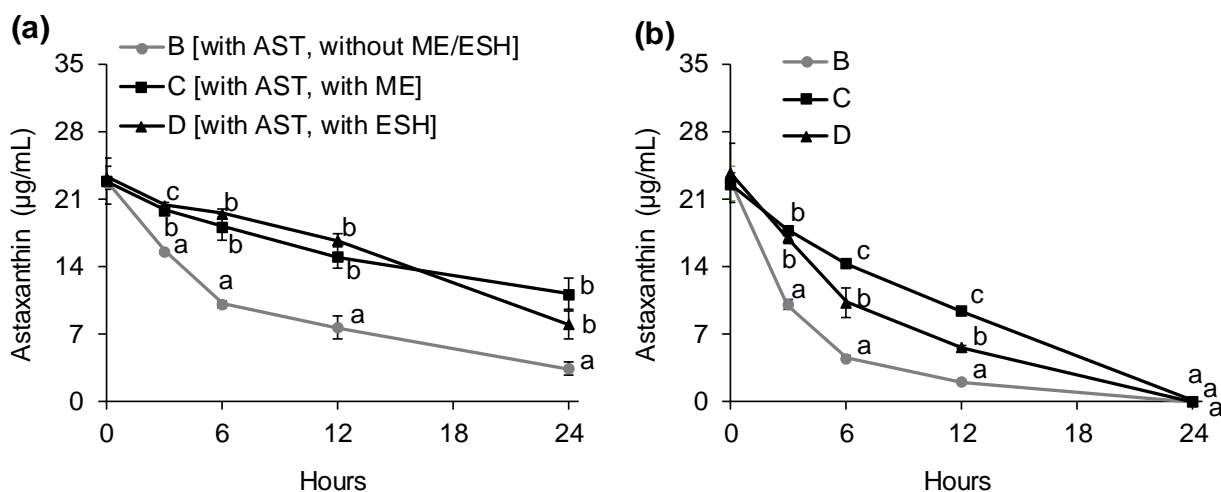 (a)
B [with AST, without ME/ESH]
C [with AST, with ME]
D [with AST, with ESH]
Astaxanthin (µg/mL)
35
28
21
14
7
0
c
b
b
b
b
b
b
b
a
a
a
a
0
6
12
18
24
Hours
(b)
B
C
D
Astaxanthin (µg/mL)
35
28
21
14
7
0
b
b
a
c
b
a
c
b
a
a
a
a
0
6
12
18
24
Hours